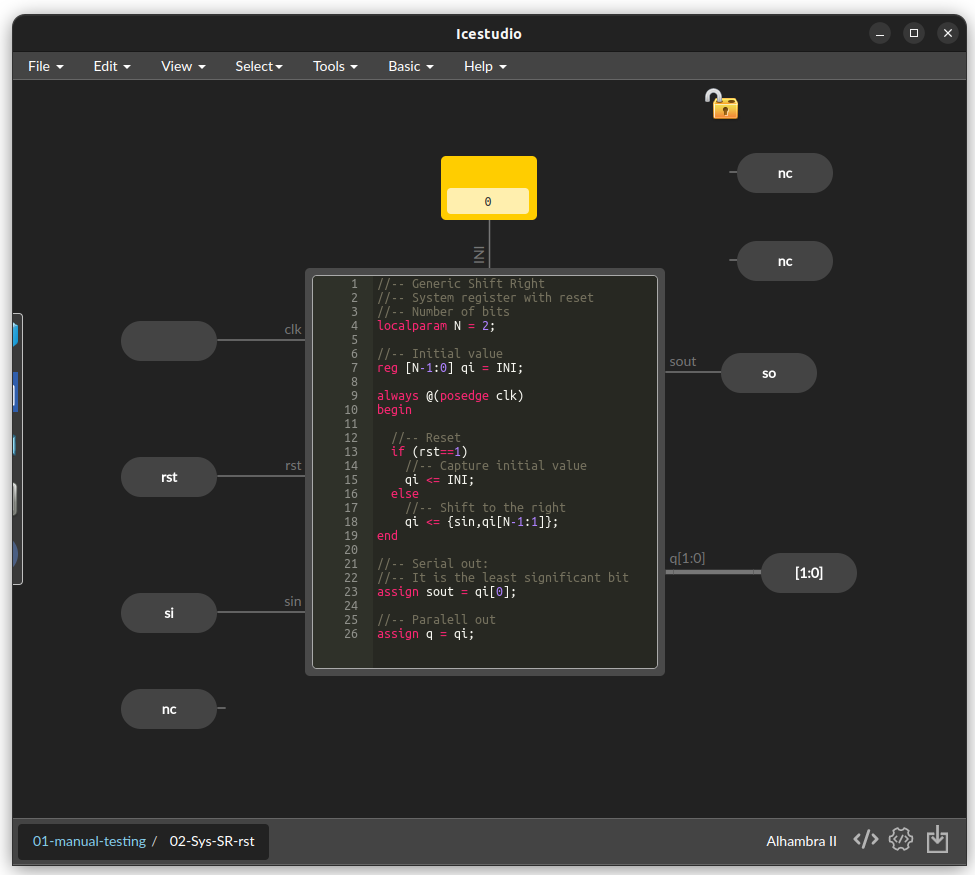 Icestudio
File Edit View Select Tools Basic Help
nc
0
nc
INI
1 //-- Generic Shift Right
2 //-- System register with reset
3 //-- Number of bits
4 localparam N = 2;
5
6 //-- Initial value
7 reg [N-1:0] qi = INI;
8
9 always @(posedge clk)
10 begin
11
12 //-- Reset
13 if (rst==1)
14 //-- Capture initial value
15 qi <= INI;
16 else
17 //-- Shift to the right
18 qi <= {sin,qi[N-1:1]};
19 end
20
21 //-- Serial out:
22 //-- It is the least significant bit
23 assign sout = qi[0];
24
25 //-- Paralell out
26 assign q = qi;
clk
rst rst
si sin
nc
sout so
q[1:0] [1:0]
01-manual-testing / 02-Sys-SR-rst
Alhambra II